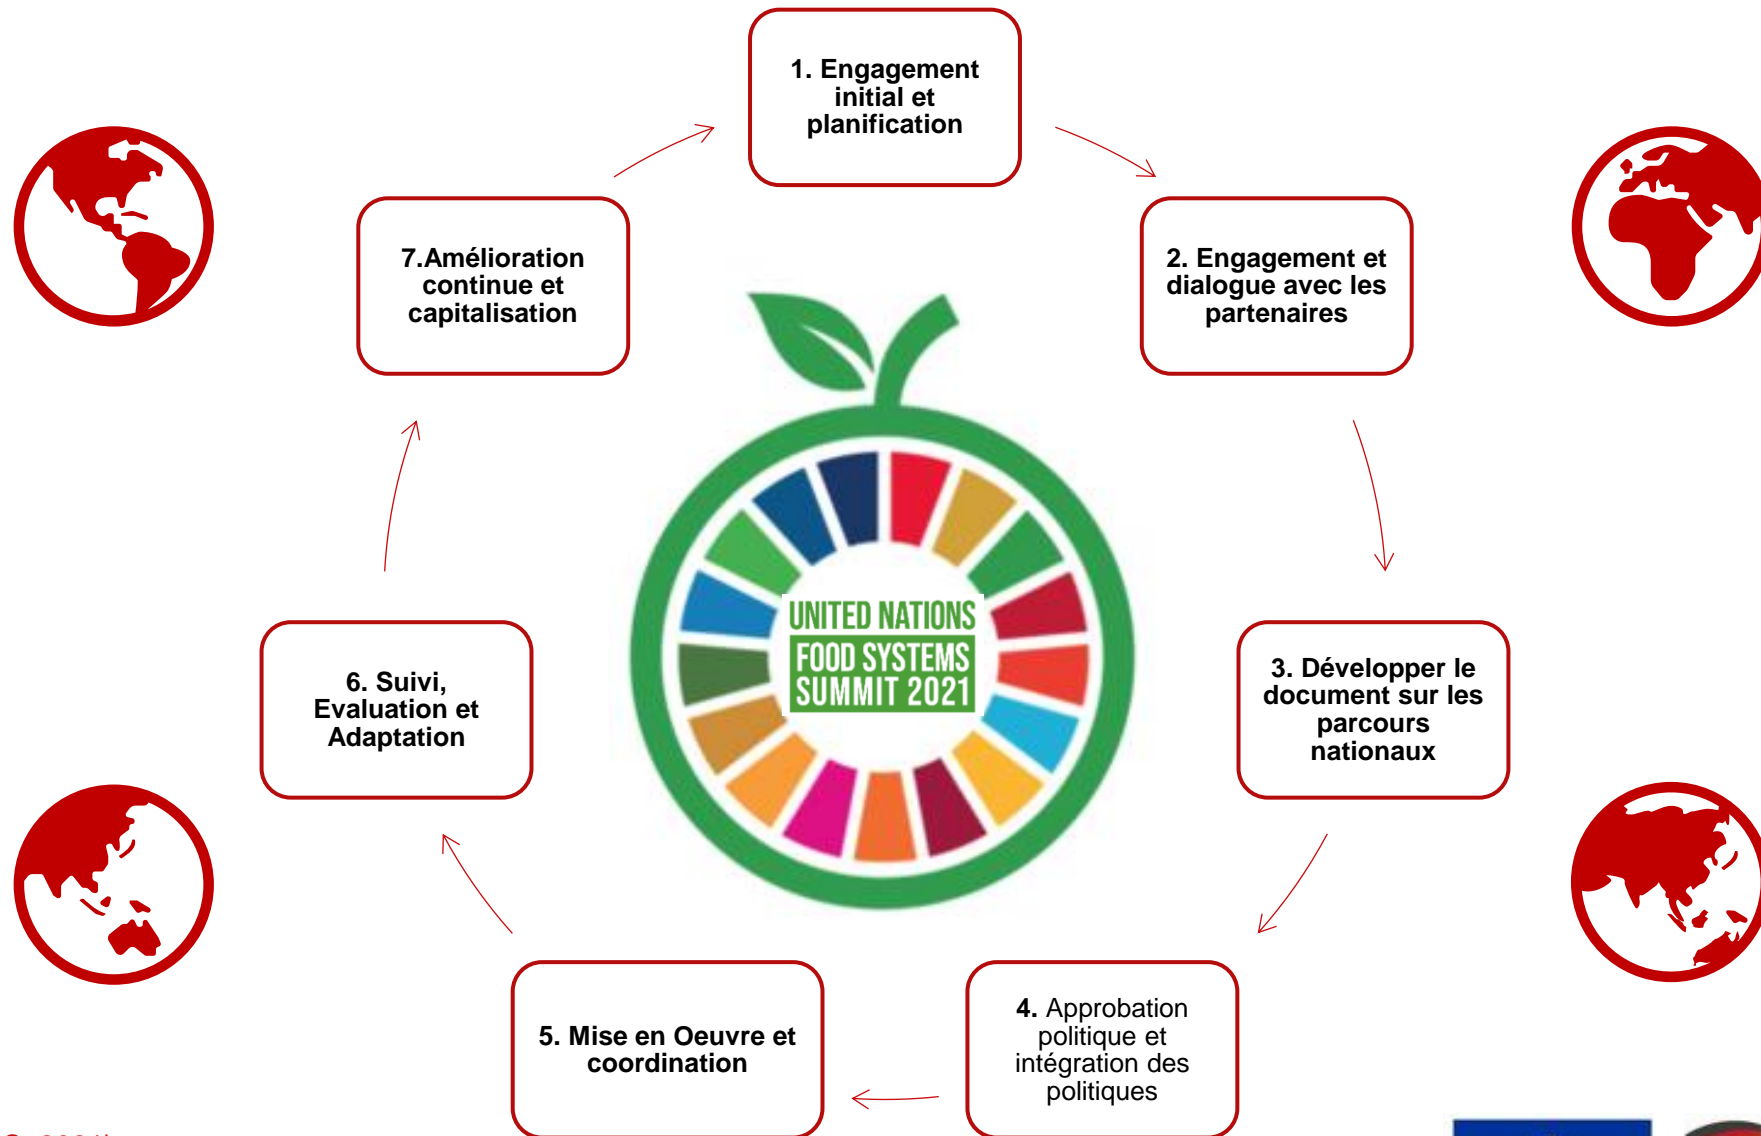 1. Engagement
initial et
planification
2. Engagement et
dialogue avec les
partenaires
3. Développer le
document sur les
parcours
nationaux
4. Approbation
politique et
intégration des
politiques
5. Mise en Oeuvre et
coordination
6. Suivi,
Evaluation et
Adaptation
7.Amélioration
continue et
capitalisation
UNITED NATIONS
FOOD SYSTEMS
SUMMIT 2021